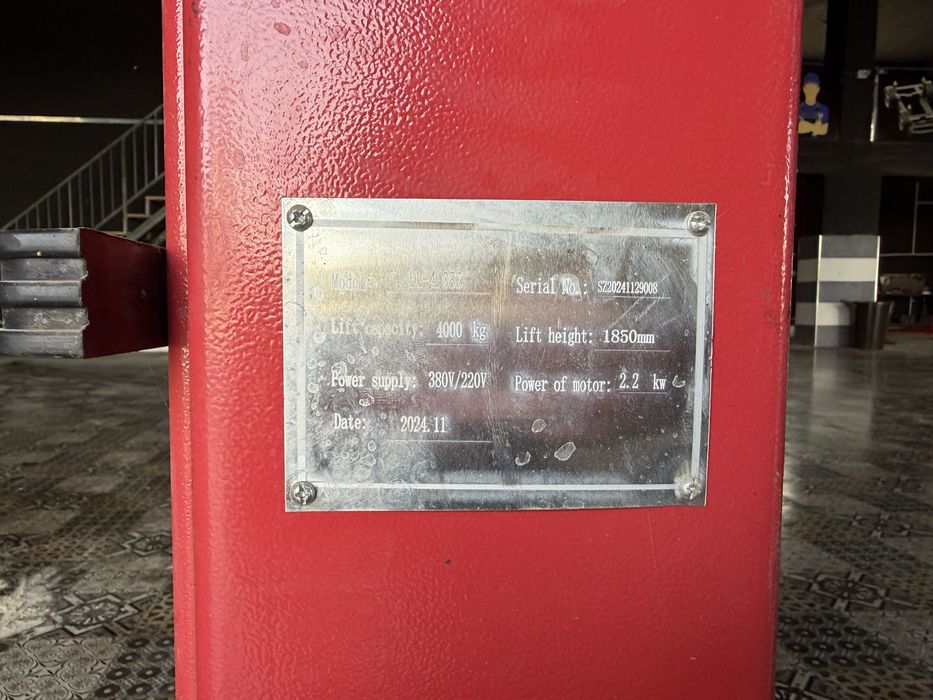 Model: Serial No.: SZ20241129008
Lift capacity: 4000 kg Lift height: 1850mm
Power supply: 380V/220V Power of motor: 2.2 kw
Date: 2024.11